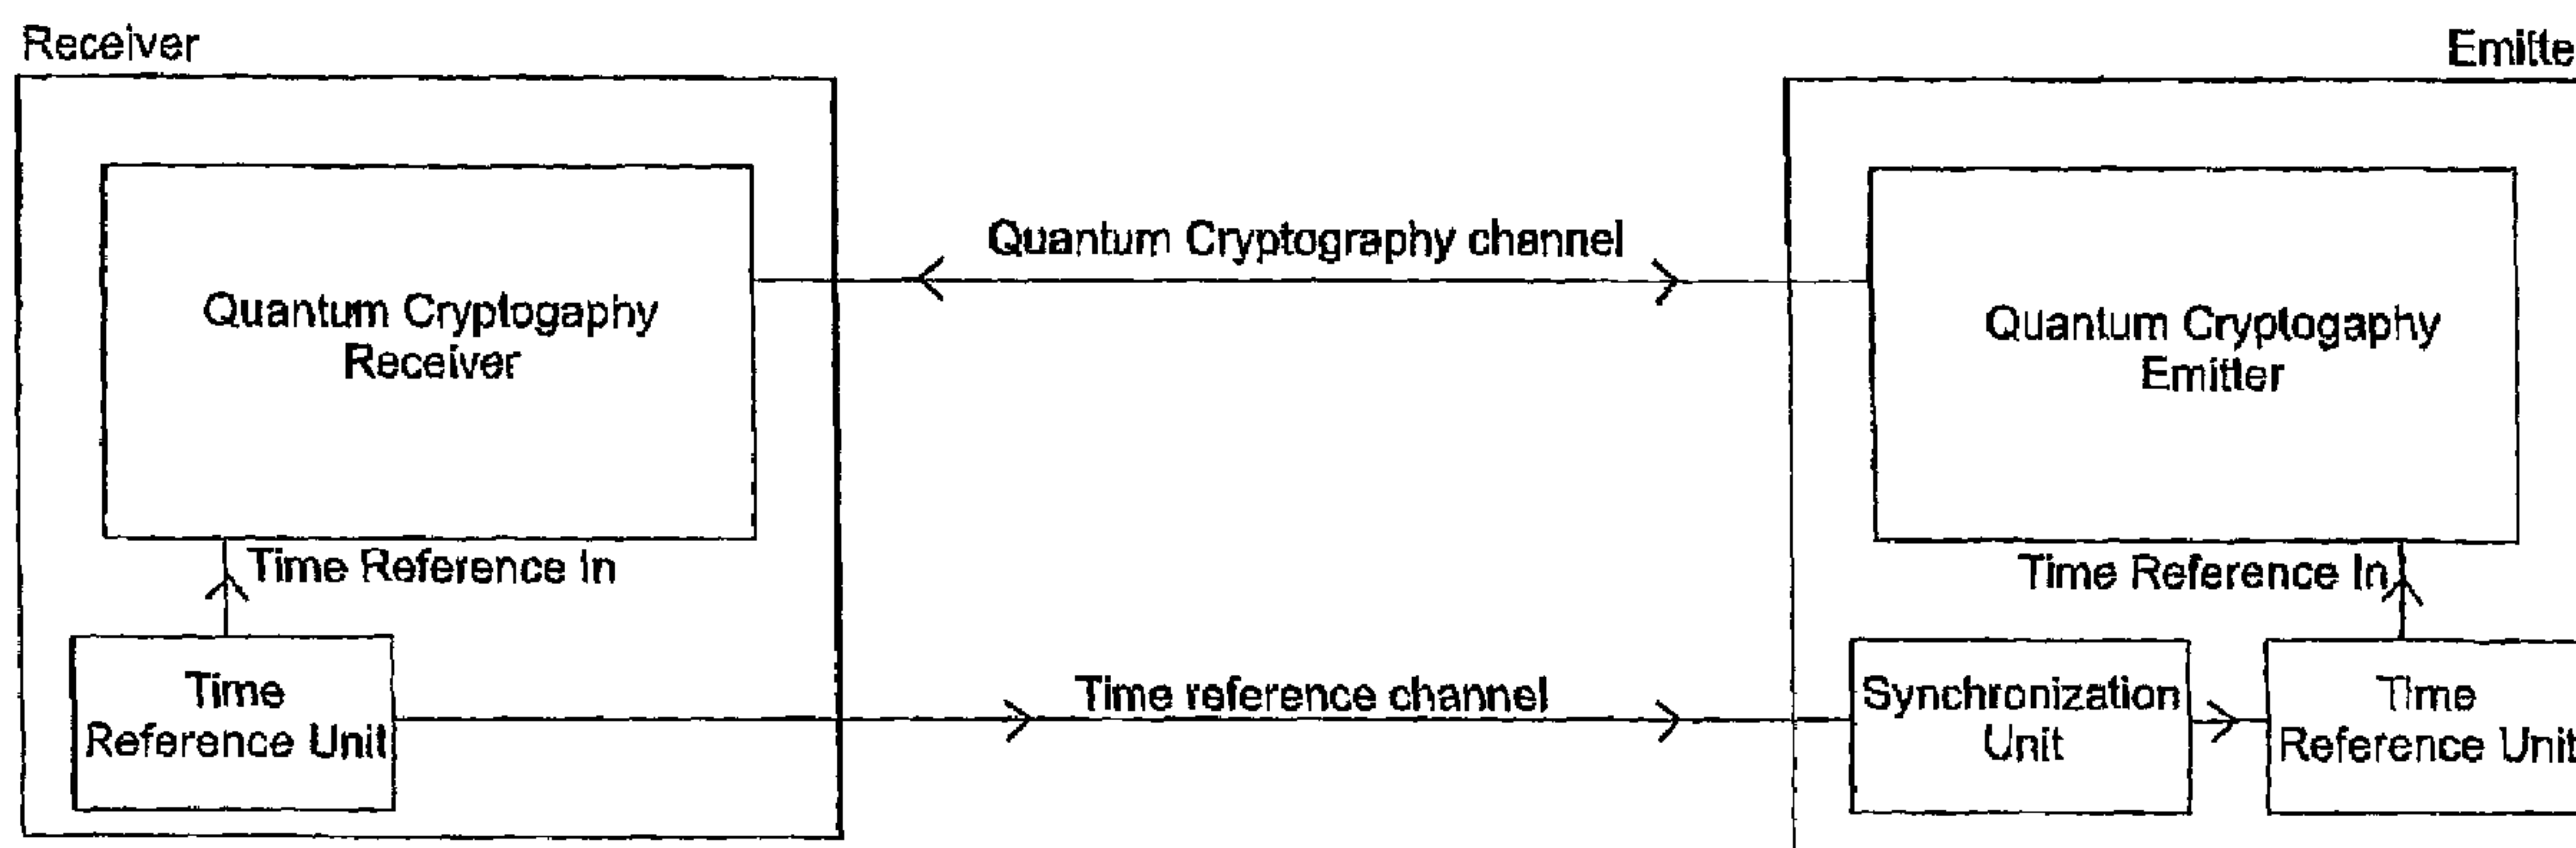 Receiver
Emitte
Quantum Cryptography channel
Quantum Cryptogaphy
Receiver
Quantum Cryptogaphy
Emitter
Time Reference In
Time Reference In
Time
Reference Unit
Time reference channel
Synchronization
Unit
Time
Reference Unit